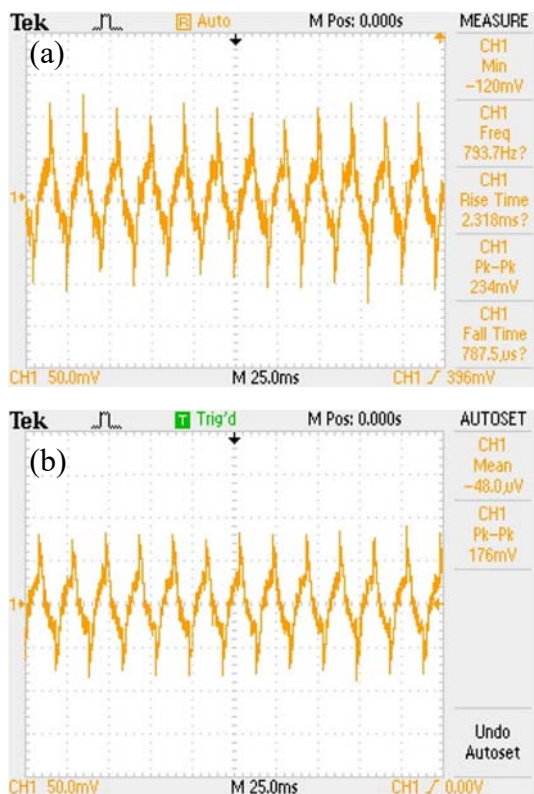 Tek R Auto M Pos: 0.000s MEASURE
(a)
CH1
Min
-120mV
CH1
Freq
793.7Hz?
CH1
Rise Time
2.318ms?
CH1
Pk-Pk
234mV
CH1
Fall Time
787.5µs?
1
CH1 50.0mV M 25.0ms CH1 396mV
Tek T Trig'd M Pos: 0.000s AUTOSET
(b)
CH1
Mean
-48.0µV
CH1
Pk-Pk
176mV
1
Undo
Autoset
CH1 50.0mV M 25.0ms CH1 0.00V